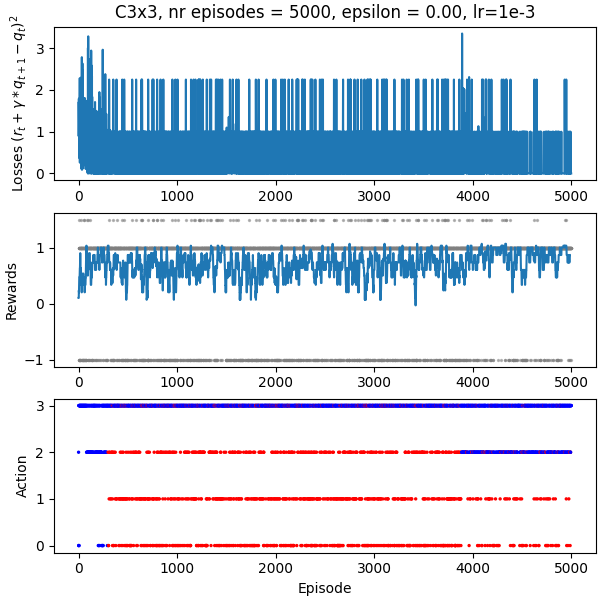 C3x3, nr episodes = 5000, epsilon = 0.00, lr=1e-3
Losses $(r_t + \gamma * q_{t+1} - q_t)^2$
3
2
1
0
0 1000 2000 3000 4000 5000
Rewards
1
0
−1
0 1000 2000 3000 4000 5000
Action
3
2
1
0
0 1000 2000 3000 4000 5000
Episode